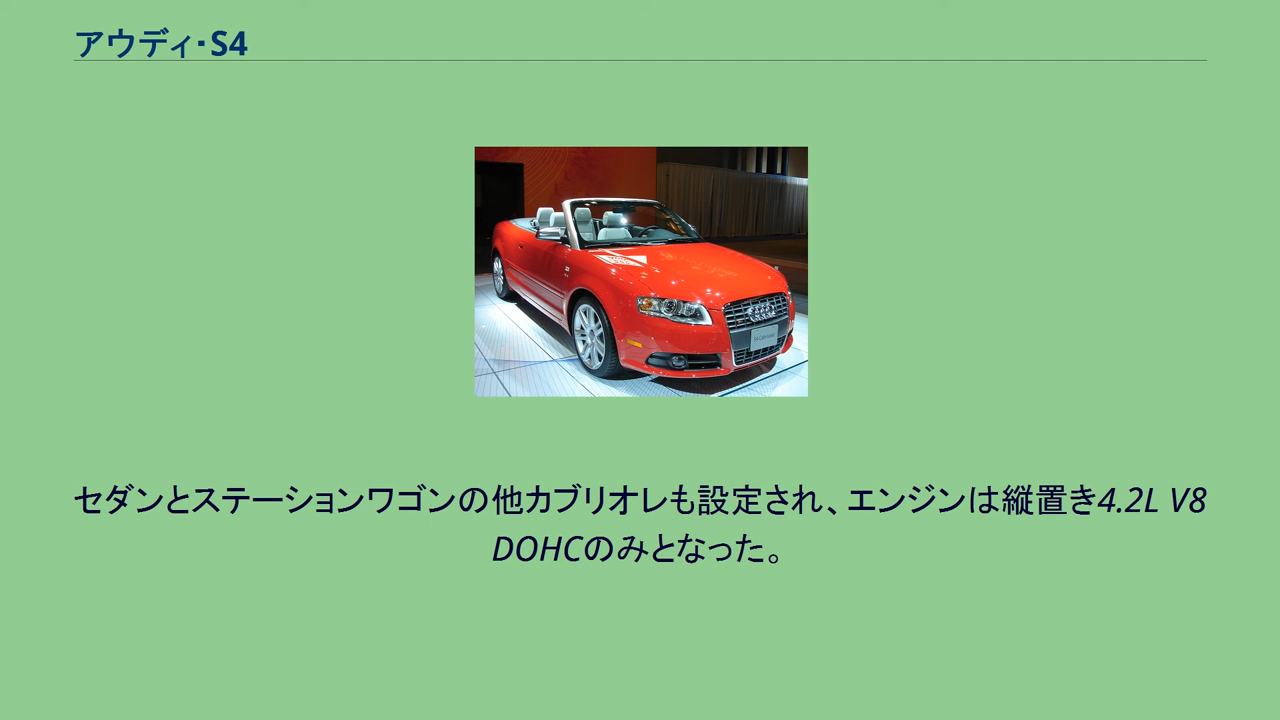 アウディ・S4
セダンとステーションワゴンの他カブリオレも設定され、エンジンは縦置き4.2L V8
DOHCのみとなった。